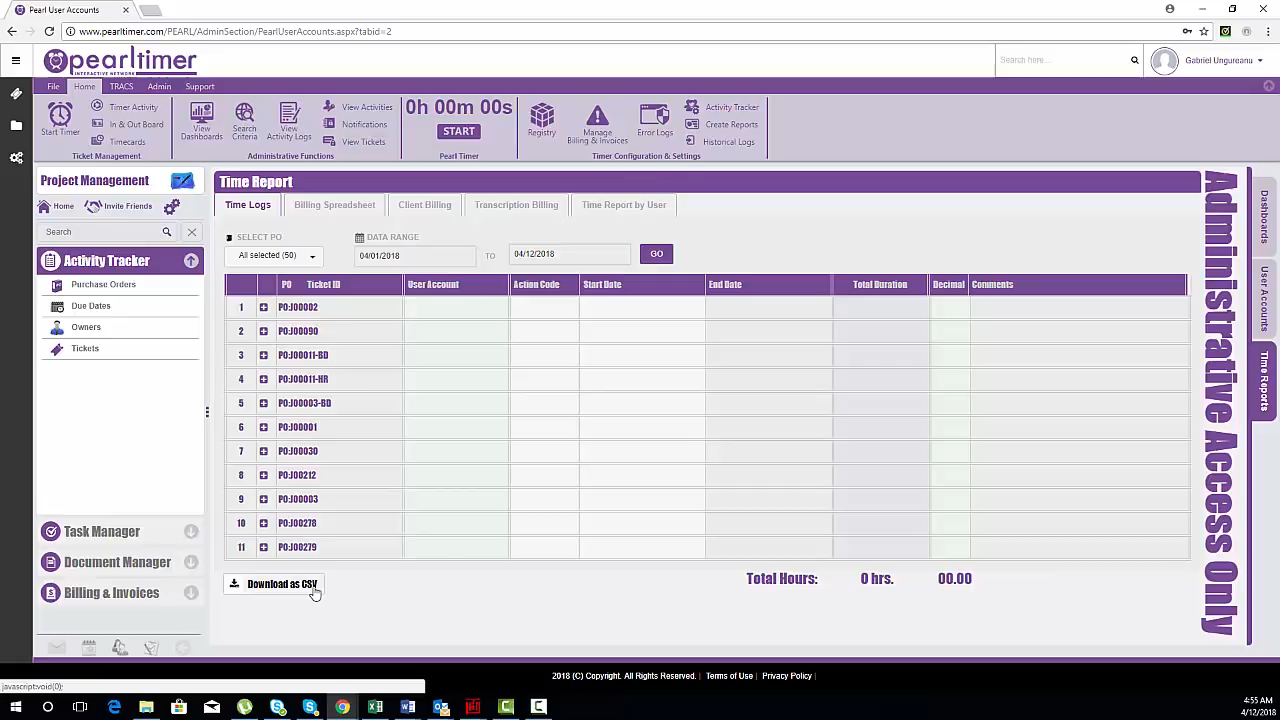 Pearl User Accounts
www.pearltimer.com/PEARL/AdminSection/PearlUserAccounts.aspx?tabid=2
pearltimer
INTERACTIVE NETWORK
Search here...
Gabriel Ungureanu
File Home TRACS Admin Support
Start Timer
Timer Activity
In & Out Board
Timecards
Ticket Management
View Dashboards
Search Criteria
View Activity Logs
View Activities
Notifications
View Tickets
Administrative Functions
0h 00m 00s
START
Pearl Timer
Registry
Manage Billing & Invoices
Error Logs
Activity Tracker
Create Reports
Historical Logs
Timer Configuration & Settings
Project Management
Home Invite Friends
Search
Activity Tracker
Purchase Orders
Due Dates
Owners
Tickets
Task Manager
Document Manager
Billing & Invoices
Time Report
Time Logs Billing Spreadsheet Client Billing Transcription Billing Time Report by User
SELECT PO DATA RANGE
All selected (50) 04/01/2018 TO 04/12/2018 GO
PO Ticket ID User Account Action Code Start Date End Date Total Duration Decimal Comments
1 PO:J00002
2 PO:J00090
3 PO:J00011-BD
4 PO:J00011-HR
5 PO:J00003-BD
6 PO:J00001
7 PO:J00030
8 PO:J00212
9 PO:J00003
10 PO:J00278
11 PO:J00279
Download as CSV
Total Hours: 0 hrs. 00.00
Administrative Access Only
Dashboards
User Accounts
Time Reports
2018 (C) Copyright. All Rights Reserved. | Terms of Use | Privacy Policy |
javascript:void(0);
4:55 AM
4/12/2018